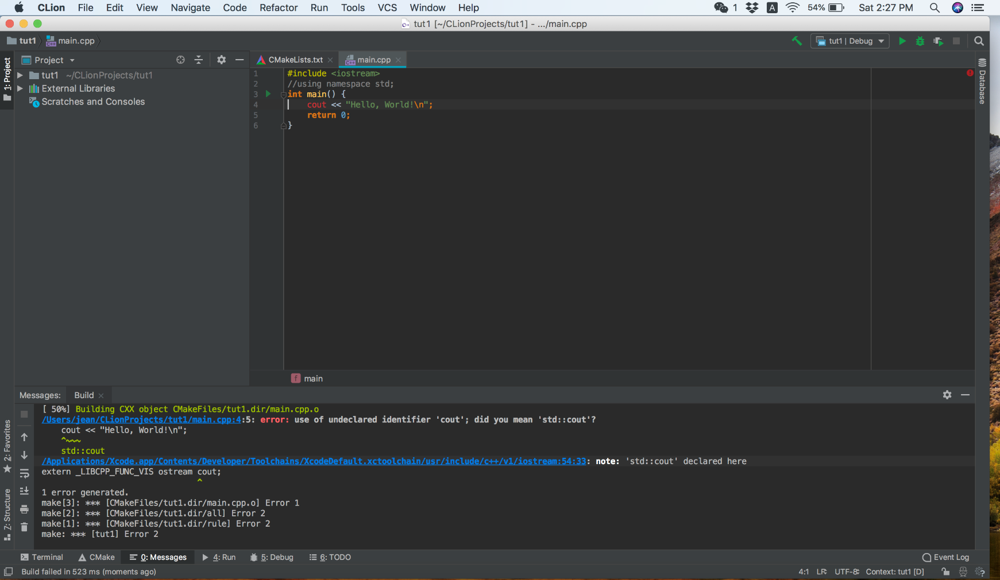 CLion File Edit View Navigate Code Refactor Run Tools VCS Window Help 1 A 54% Sat 2:27 PM
tut1 [~/CLionProjects/tut1] - .../main.cpp
tut1 main.cpp tut1 | Debug
1: Project
Project
CMakeLists.txt main.cpp
Database
tut1 ~/CLionProjects/tut1
External Libraries
Scratches and Consoles
1 #include <iostream>
2 //using namespace std;
3 int main() {
4 cout << "Hello, World!\n";
5 return 0;
6 }
f main
Messages: Build
[ 50%] Building CXX object CMakeFiles/tut1.dir/main.cpp.o
/Users/jean/CLionProjects/tut1/main.cpp:4:5: error: use of undeclared identifier 'cout'; did you mean 'std::cout'?
cout << "Hello, World!\n";
^~~~
std::cout
/Applications/Xcode.app/Contents/Developer/Toolchains/XcodeDefault.xctoolchain/usr/include/c++/v1/iostream:54:33: note: 'std::cout' declared here
extern _LIBCPP_FUNC_VIS ostream cout;
^
1 error generated.
make[3]: *** [CMakeFiles/tut1.dir/main.cpp.o] Error 1
make[2]: *** [CMakeFiles/tut1.dir/all] Error 2
make[1]: *** [CMakeFiles/tut1.dir/rule] Error 2
make: *** [tut1] Error 2
2: Favorites
Z: Structure
Terminal CMake 0: Messages 4: Run 5: Debug 6: TODO Event Log
Build failed in 523 ms (moments ago) 4:1 LF UTF-8 Context: tut1 [D]